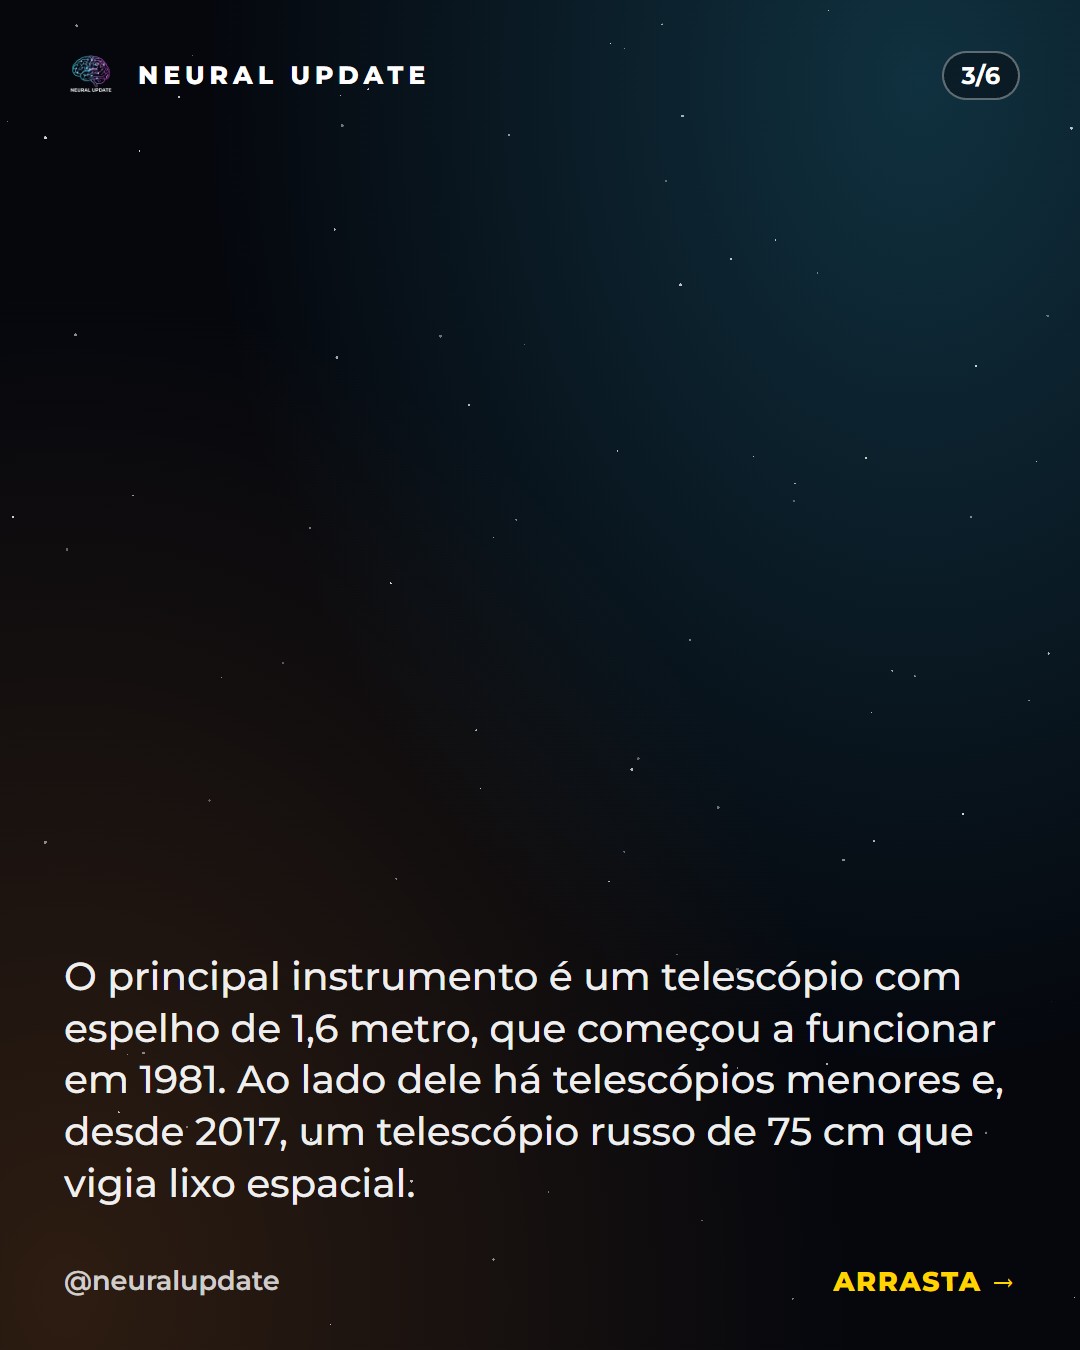 NEURAL UPDATE
NEURAL UPDATE
3/6
O principal instrumento é um telescópio com
espelho de 1,6 metro, que começou a funcionar
em 1981. Ao lado dele há telescópios menores e,
desde 2017, um telescópio russo de 75 cm que
vigia lixo espacial.
@neuralupdate
ARRASTA →